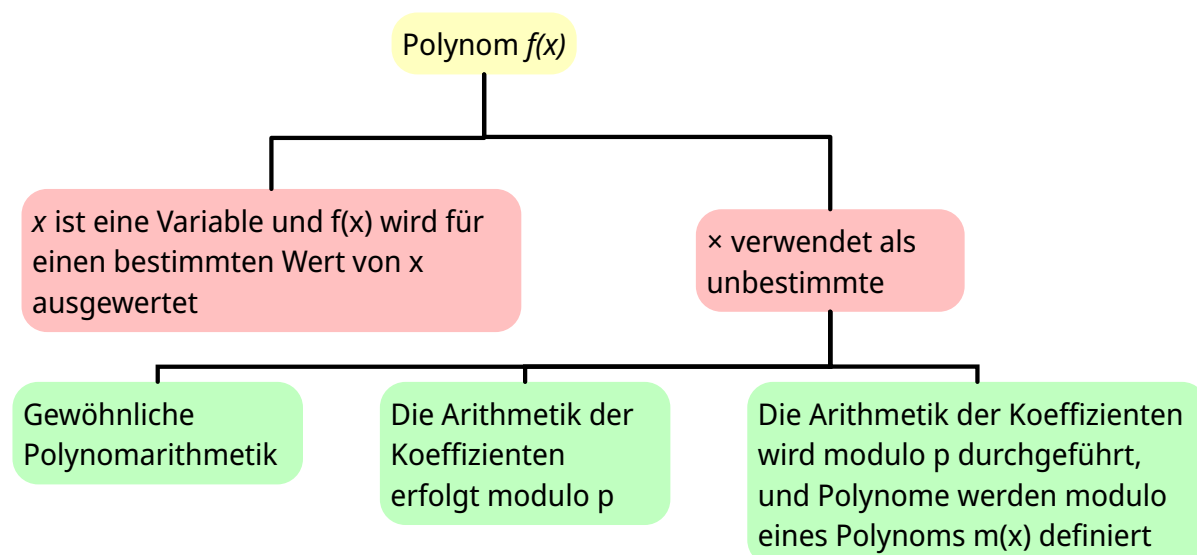 Polynom f(x)
x ist eine Variable und f(x) wird für
einen bestimmten Wert von x
ausgewertet
× verwendet als
unbestimmte
Gewöhnliche
Polynomarithmetik
Die Arithmetik der
Koeffizienten
erfolgt modulo p
Die Arithmetik der Koeffizienten
wird modulo p durchgeführt,
und Polynome werden modulo
eines Polynoms m(x) definiert